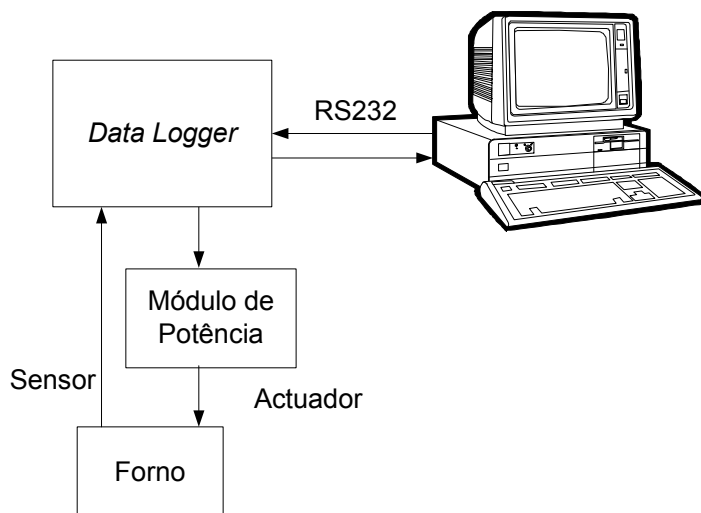 RS232
Data Logger
Módulo de
Potência
Sensor
Actuador
Forno